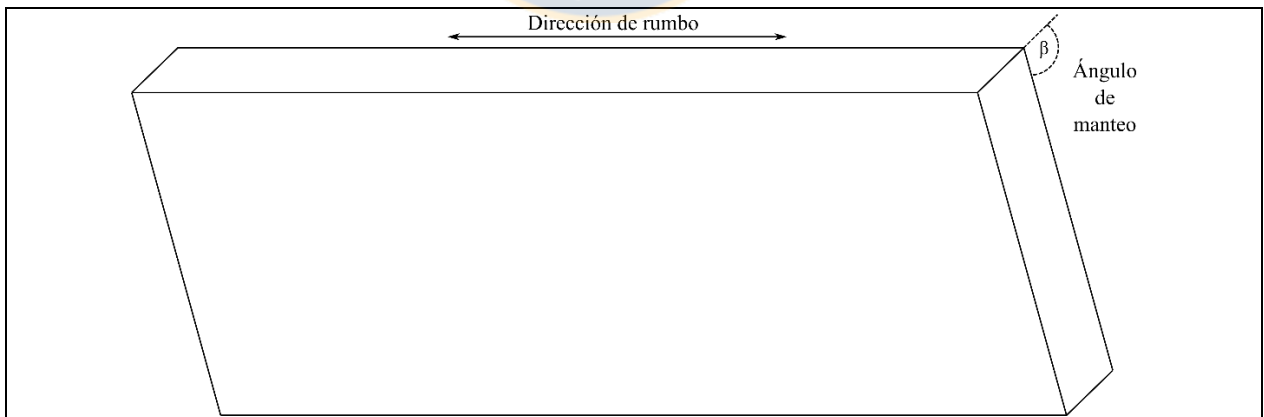 Dirección de rumbo
β
Ángulo
de
manteo